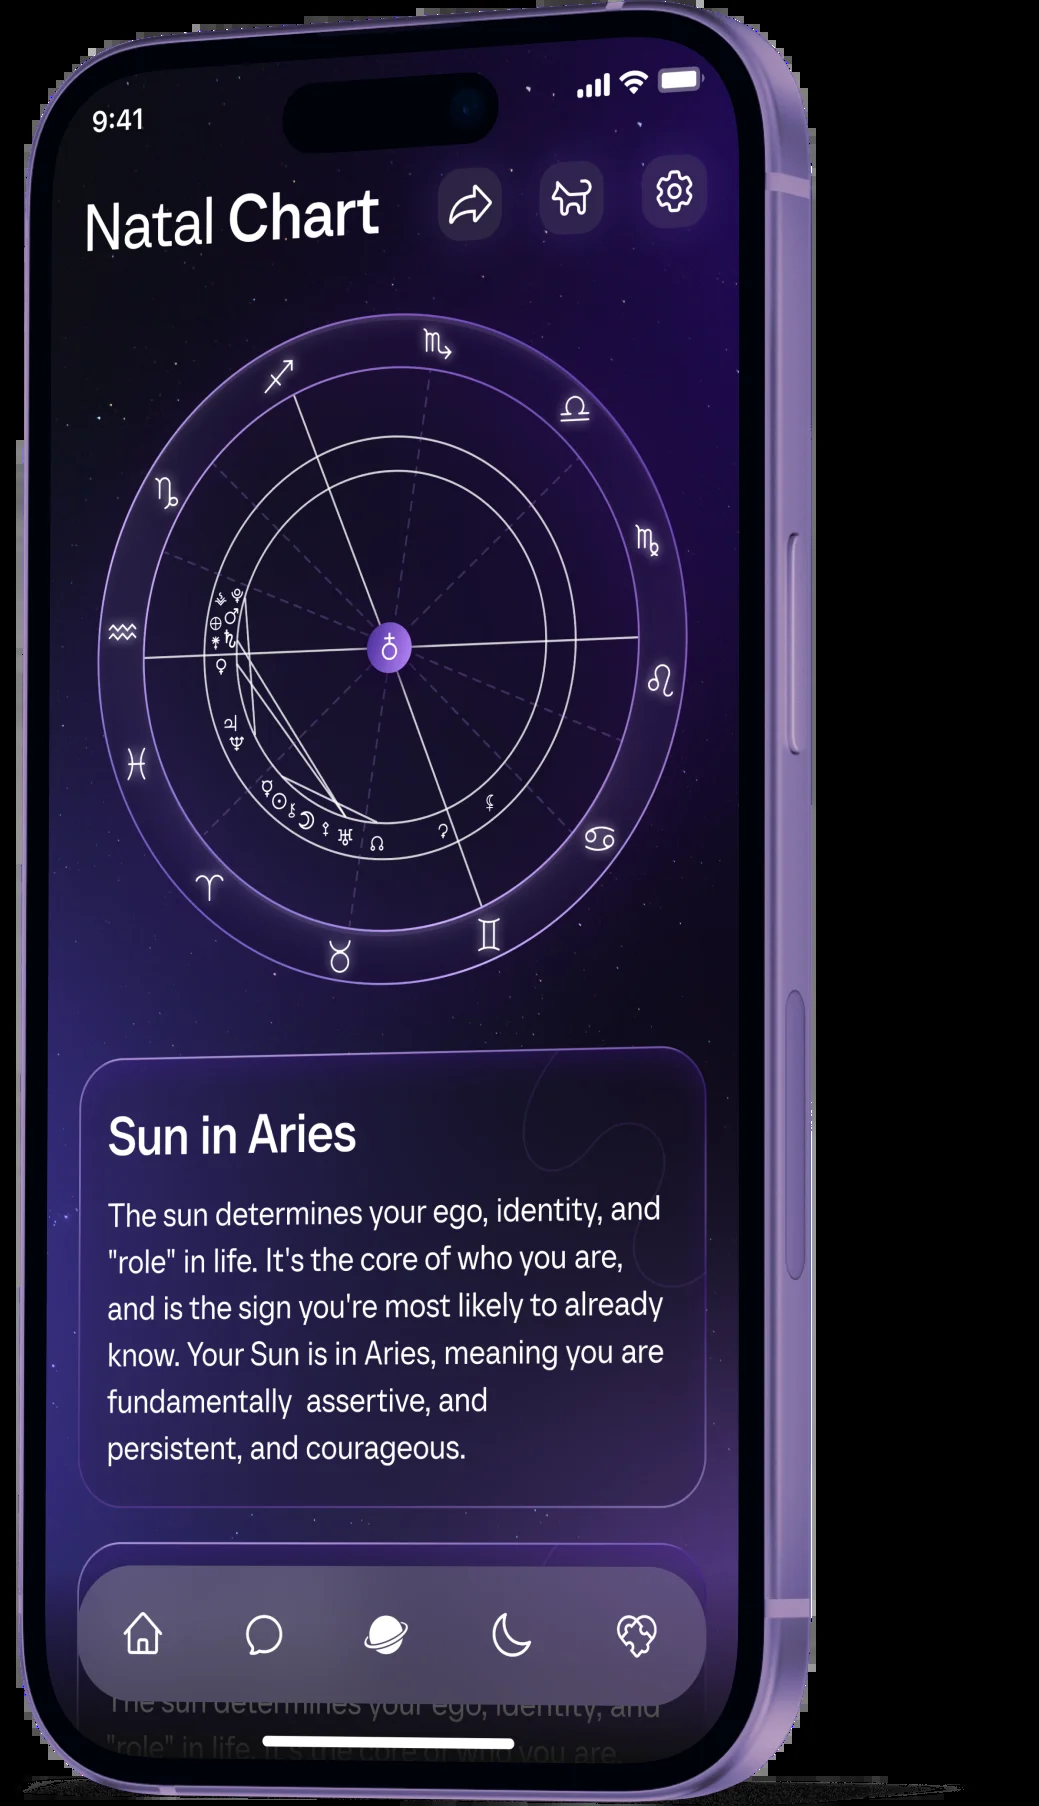 9:41
Natal Chart
Sun in Aries
The sun determines your ego, identity, and
"role" in life. It's the core of who you are,
and is the sign you're most likely to already
know. Your Sun is in Aries, meaning you are
fundamentally  assertive, and
persistent, and courageous.
The sun determines your ego, identity, and
"role" in life. It's the core of who you are,